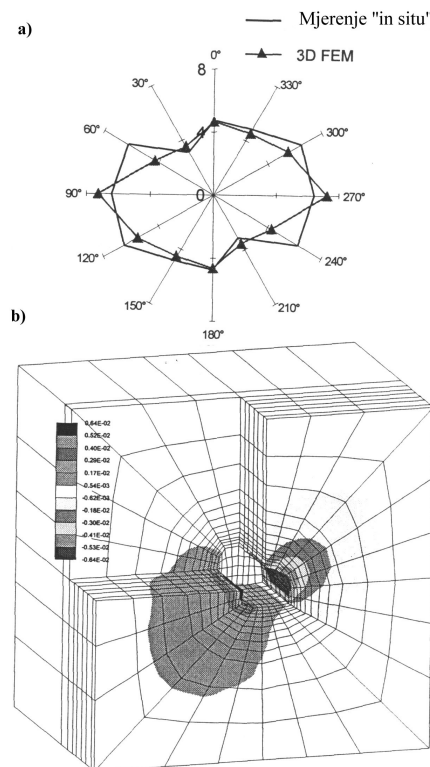 Mjerenje "in situ"
a)
3D FEM
0°
8
30°
330°
60°
300°
4
90°
0
270°
120°
240°
150°
210°
180°
b)
0.64E-02
0.52E-02
0.40E-02
0.29E-02
0.17E-02
0.54E-03
-0.62E-03
-0.18E-02
-0.30E-02
-0.41E-02
-0.53E-02
-0.64E-02